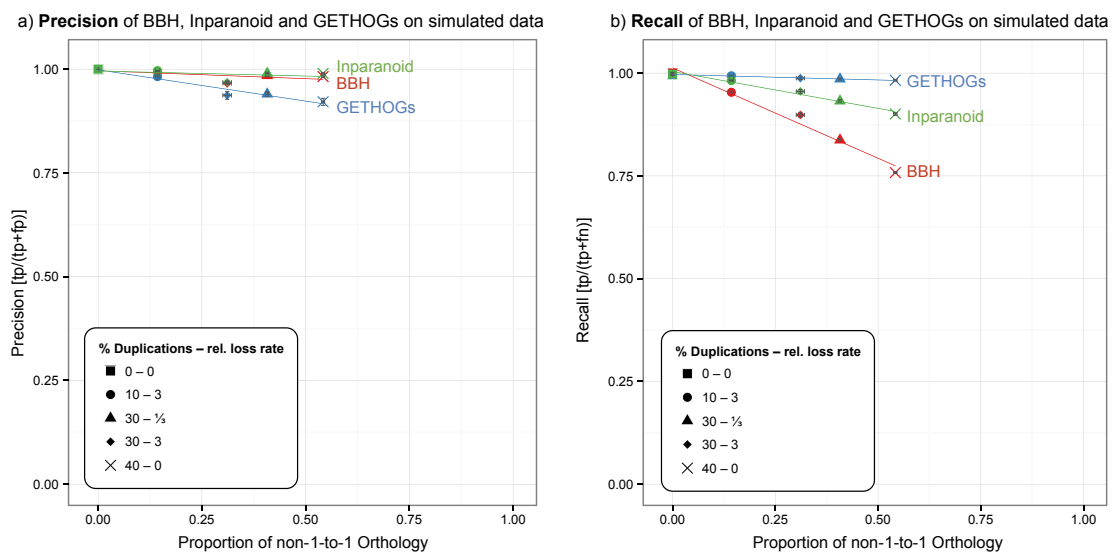 a) Precision of BBH, Inparanoid and GETHOGs on simulated data
Precision [tp/(tp+fp)]
1.00
0.75
0.50
0.25
0.00
Inparanoid
BBH
GETHOGs
% Duplications – rel. loss rate
0 – 0
10 – 3
30 – ⅓
30 – 3
40 – 0
0.00
0.25
0.50
0.75
1.00
Proportion of non-1-to-1 Orthology
b) Recall of BBH, Inparanoid and GETHOGs on simulated data
Recall [tp/(tp+fn)]
1.00
0.75
0.50
0.25
0.00
GETHOGs
Inparanoid
BBH
% Duplications – rel. loss rate
0 – 0
10 – 3
30 – ⅓
30 – 3
40 – 0
0.00
0.25
0.50
0.75
1.00
Proportion of non-1-to-1 Orthology